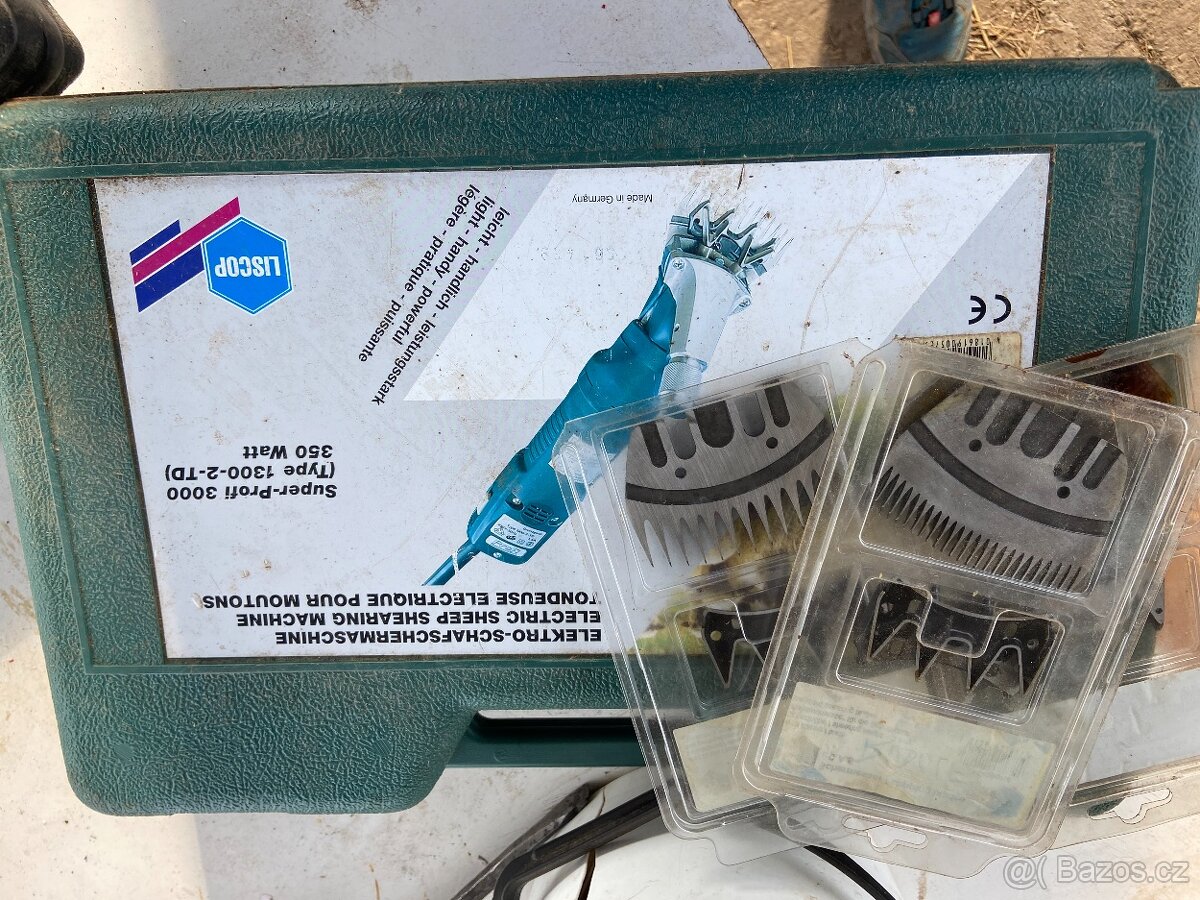 ELEKTRO-SCHAFSCHERMASCHINE
ELECTRIC SHEEP SHEARING MACHINE
TONDEUSE ELECTRIQUE POUR MOUTONS
Super-Profi 3000
(Type 1300-2-TD)
350 Watt
leicht - handlich - leistungsstark
light - handy - powerful
légère - pratique - puissante
LISCOP
Made in Germany
CE
@( Bazos.cz